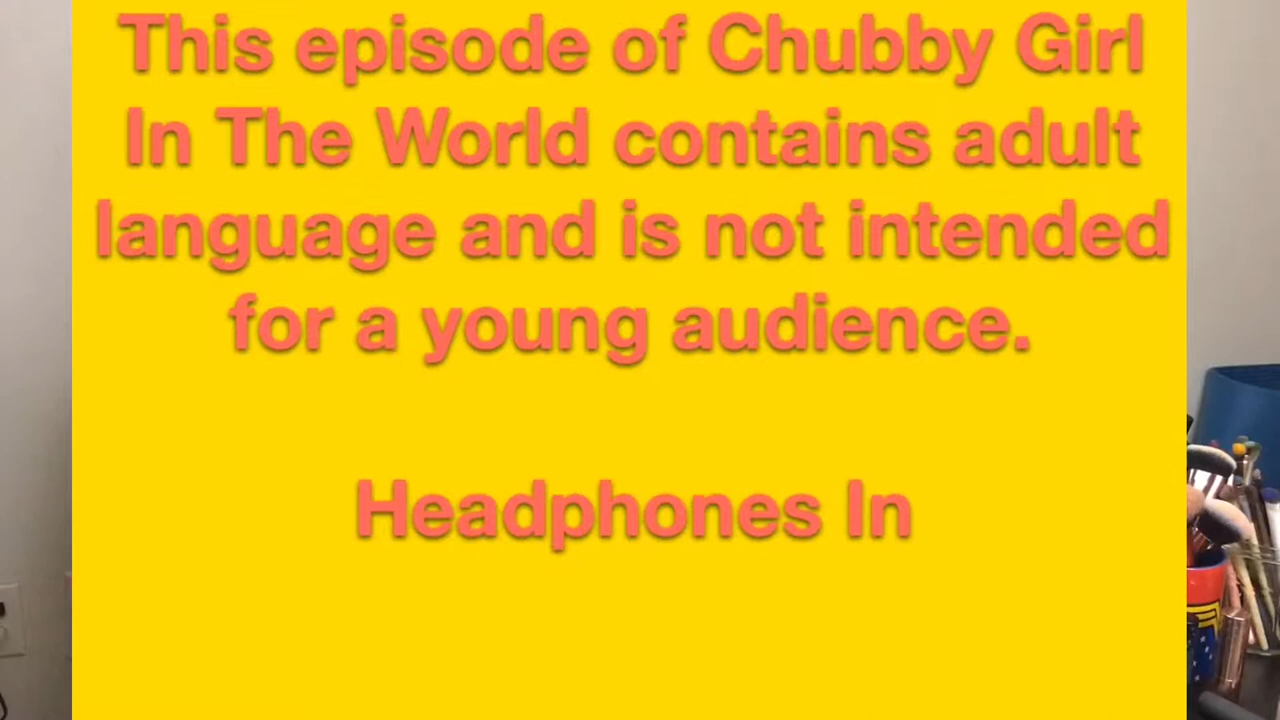 This episode of Chubby Girl
In The World contains adult
language and is not intended
for a young audience.
Headphones In